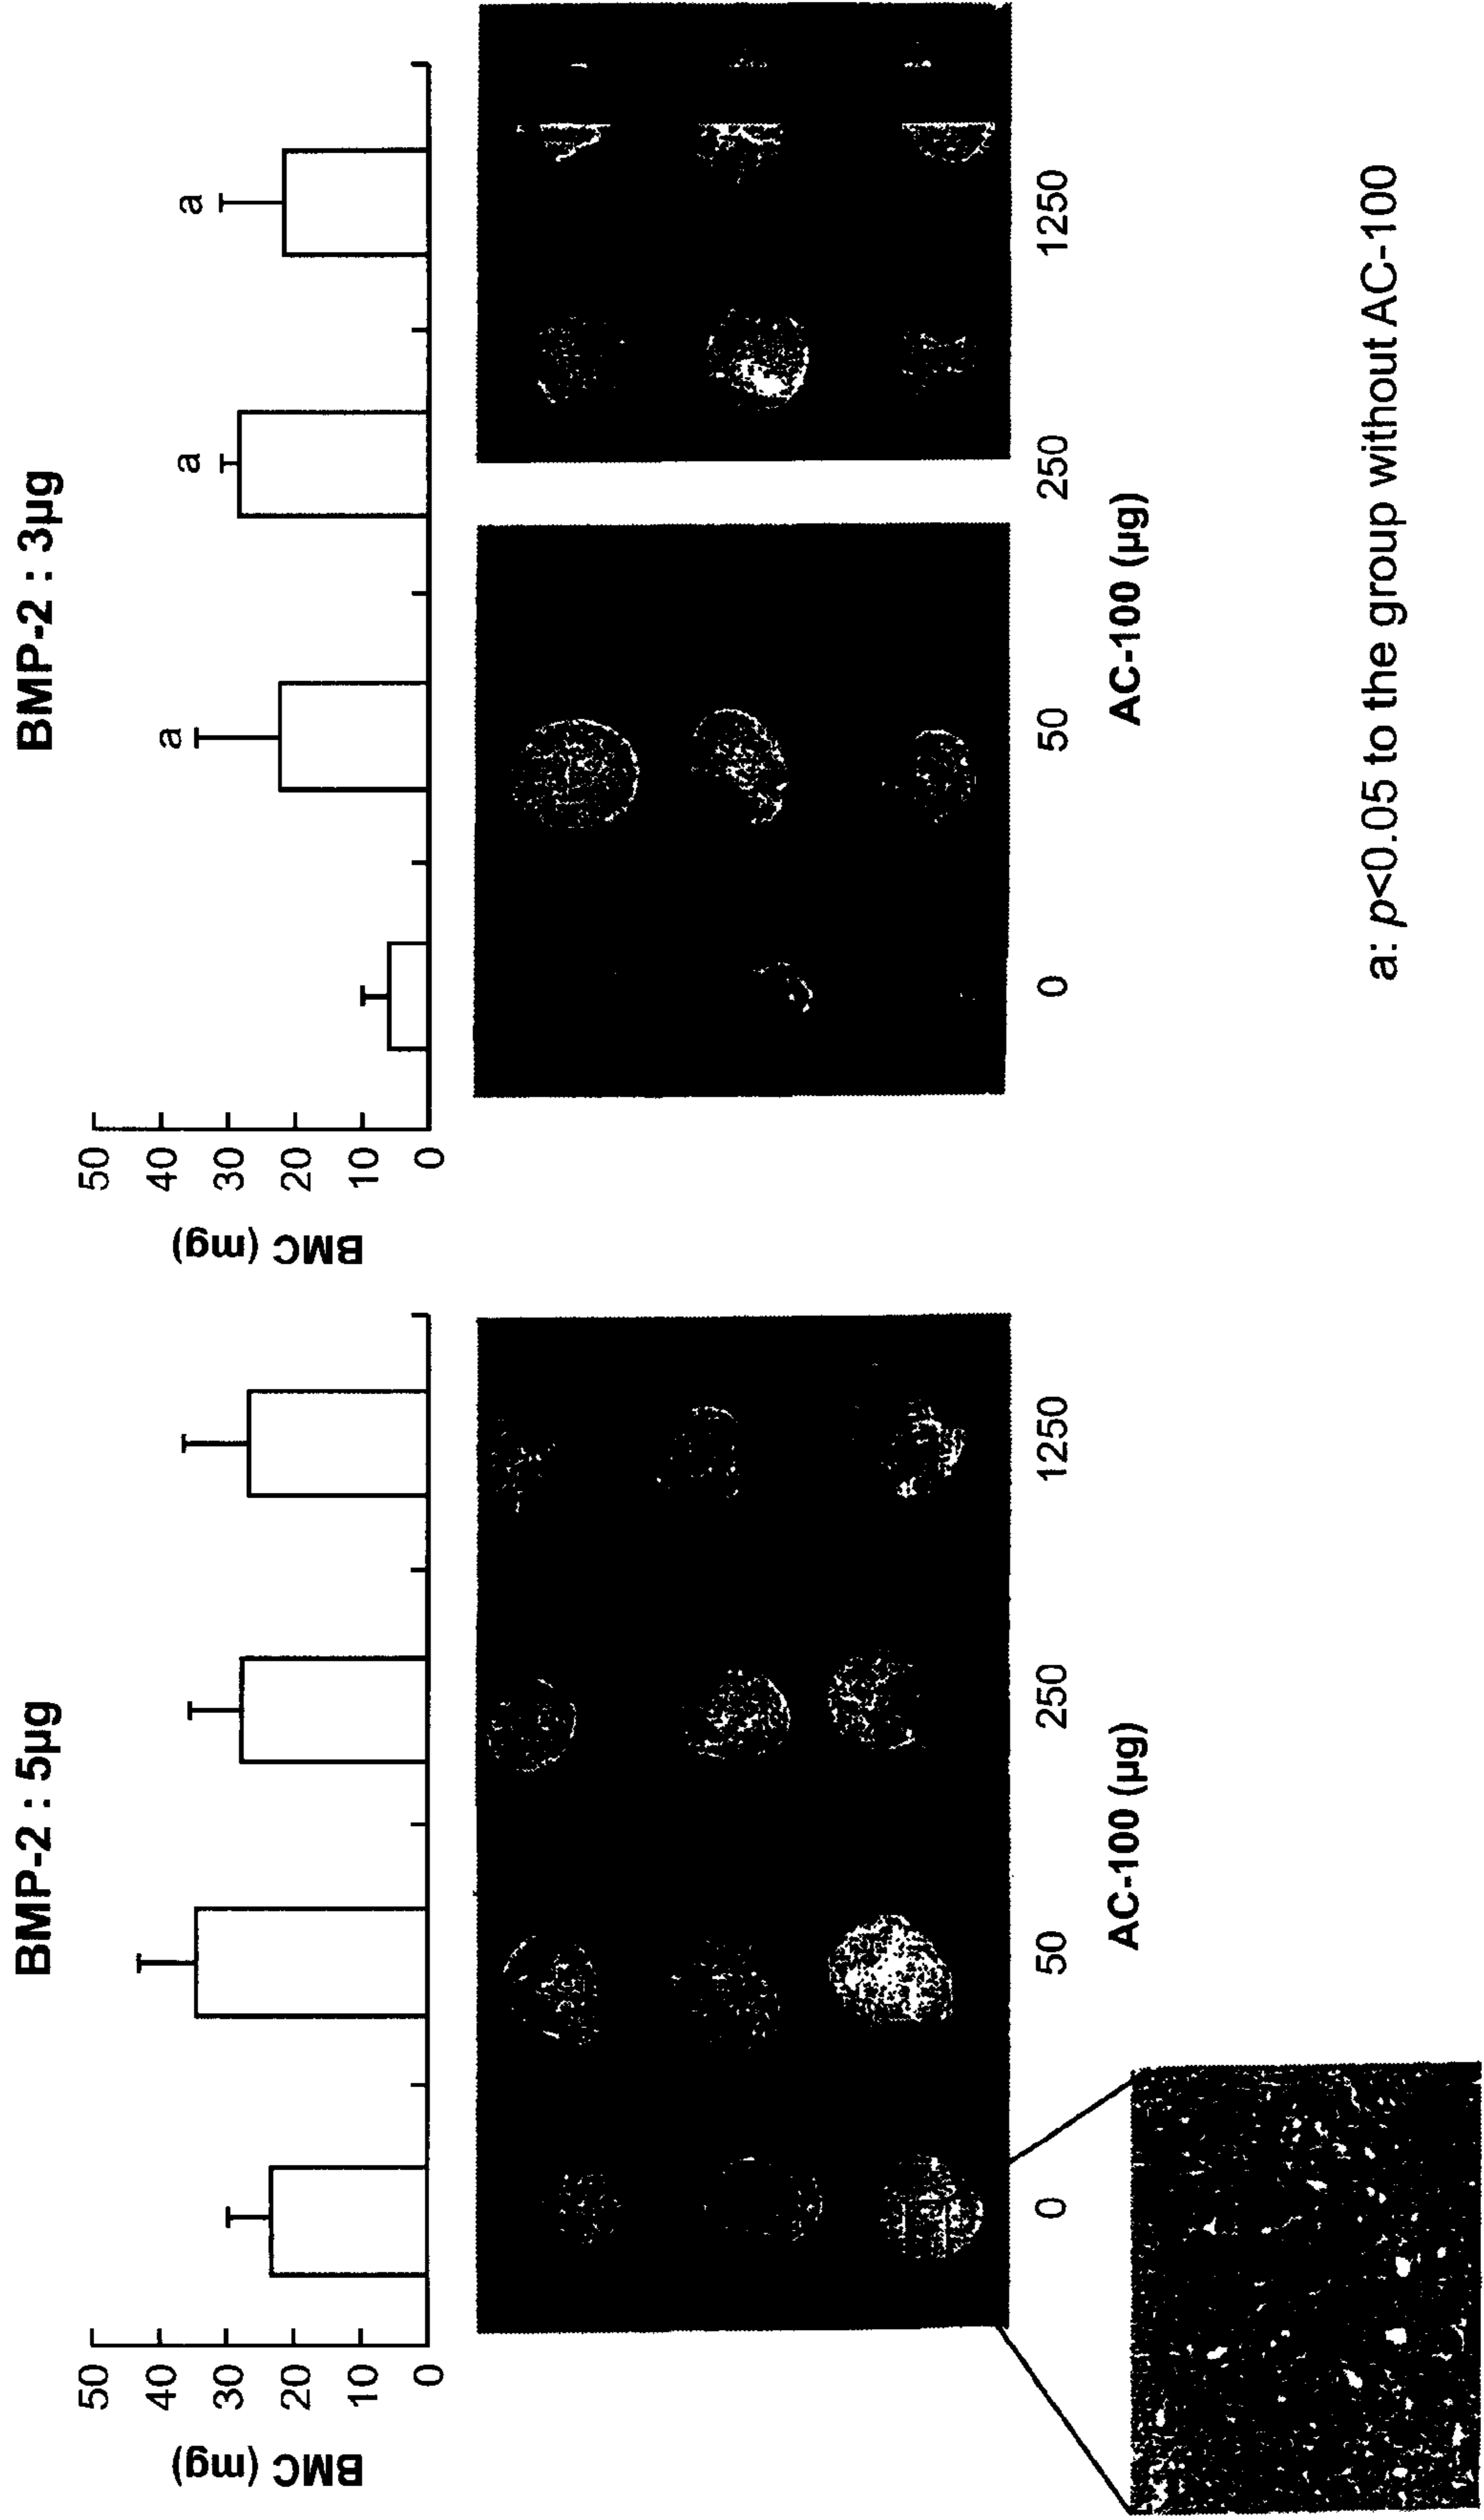 BMP-2 : 5µg
BMC (mg)
50
40
30
20
10
0
0 50 250 1250
AC-100 (µg)
BMP-2 : 3µg
BMC (mg)
50
40
30
20
10
0
a a a
0 50 250 1250
AC-100 (µg)
a: p<0.05 to the group without AC-100